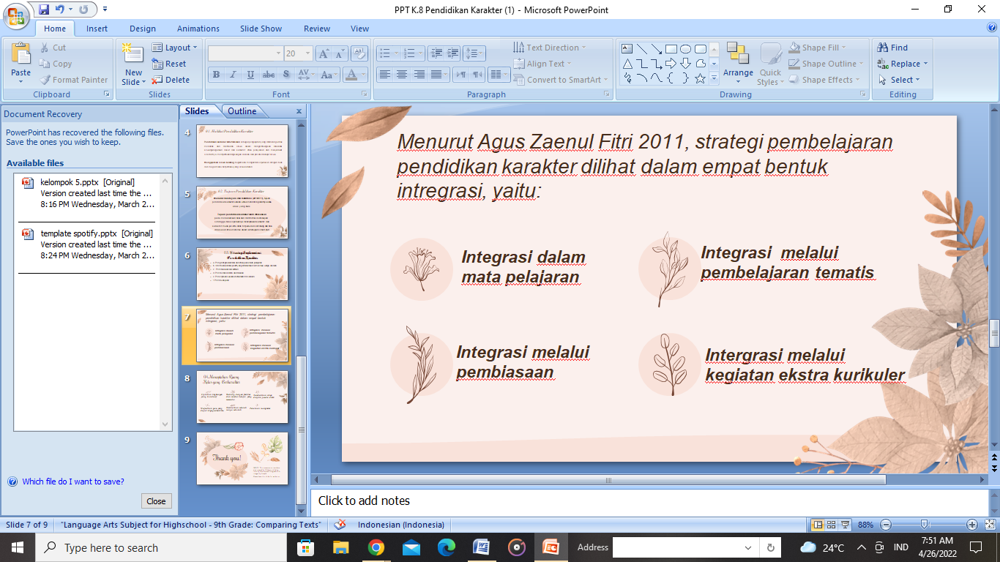 PPT K.8 Pendidikan Karakter (1) - Microsoft PowerPoint
Home Insert Design Animations Slide Show Review View
Paste
Cut
Copy
Format Painter
Clipboard
New Slide
Layout
Reset
Delete
Slides
20
B I U abc S AV Aa A
Font
Text Direction
Align Text
Convert to SmartArt
Paragraph
Arrange
Quick Styles
Shape Fill
Shape Outline
Shape Effects
Drawing
Find
Replace
Select
Editing
Document Recovery
PowerPoint has recovered the following files.
Save the ones you wish to keep.
Available files
kelompok 5.pptx [Original]
Version created last time the ...
8:16 PM Wednesday, March 2...
template spotify.pptx [Original]
Version created last time the ...
8:24 PM Wednesday, March 2...
Which file do I want to save?
Close
Slides Outline
4
5
6
7
8
9
Thank you!
Menurut Agus Zaenul Fitri 2011, strategi pembelajaran
pendidikan karakter dilihat dalam empat bentuk
intregrasi, yaitu:
Integrasi dalam
mata pelajaran
Integrasi melalui
pembelajaran tematis
Integrasi melalui
pembiasaan
Intergrasi melalui
kegiatan ekstra kurikuler
Click to add notes
Slide 7 of 9 "Language Arts Subject for Highschool - 9th Grade: Comparing Texts" Indonesian (Indonesia) 88%
Type here to search
Address
24°C
IND
7:51 AM
4/26/2022